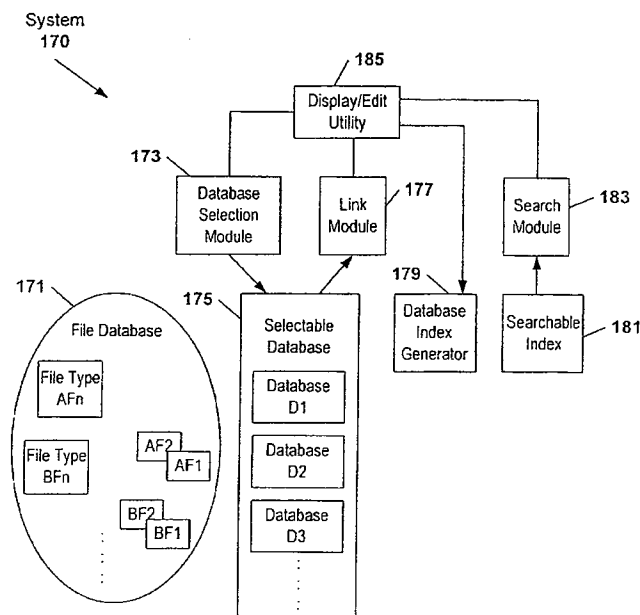 System
170
185
Display/Edit
Utility
173
Database
Selection
Module
Link
Module
177
Search
Module
183
171
File Database
File Type
AFn
File Type
BFn
AF2
AF1
BF2
BF1
175
Selectable
Database
Database
D1
Database
D2
Database
D3
179
Database
Index
Generator
Searchable
Index
181